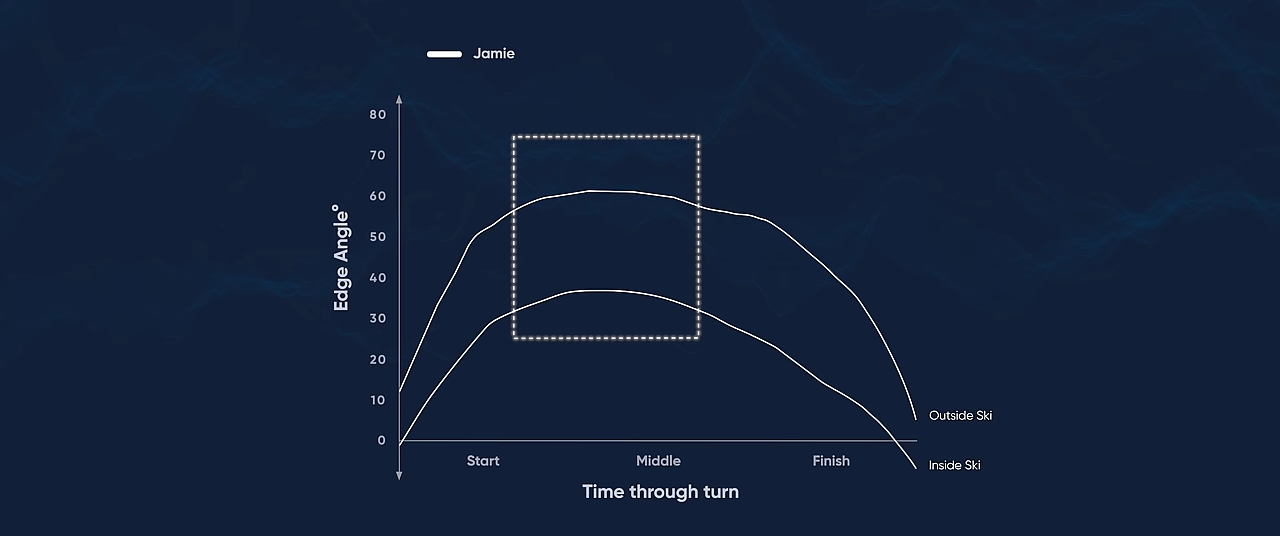 Jamie
80
70
60
50
40
30
20
10
0
Edge Angle°
Start Middle Finish
Time through turn
Outside Ski
Inside Ski